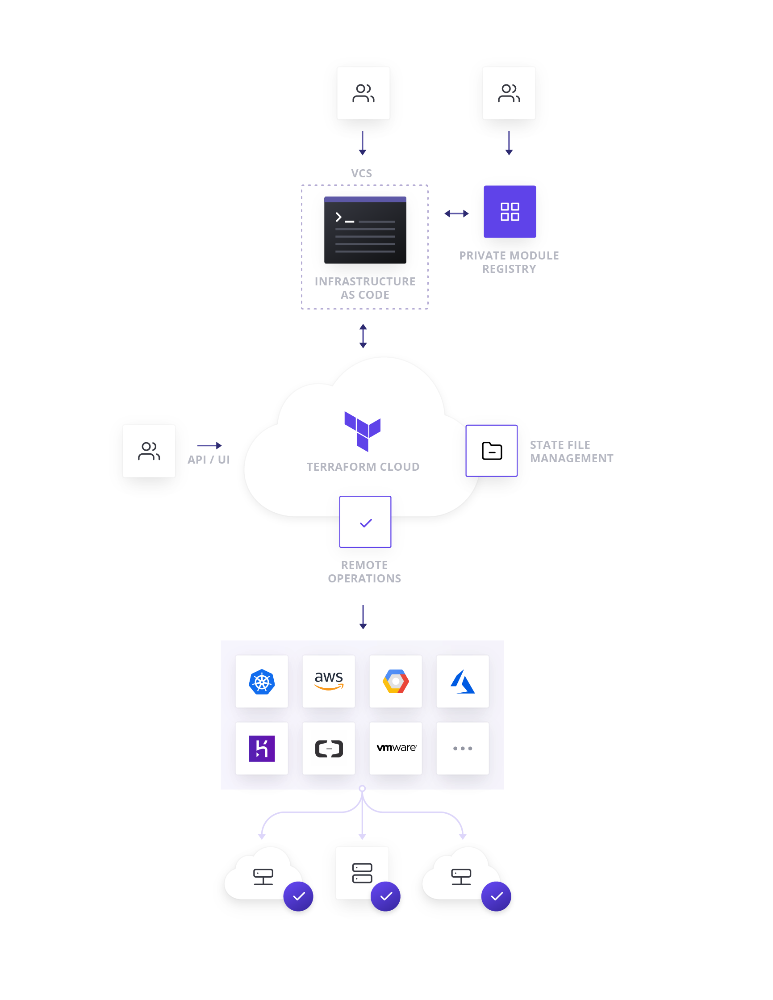 VCS
INFRASTRUCTURE
AS CODE
PRIVATE MODULE
REGISTRY
API / UI
TERRAFORM CLOUD
STATE FILE
MANAGEMENT
REMOTE
OPERATIONS
aws
vmware